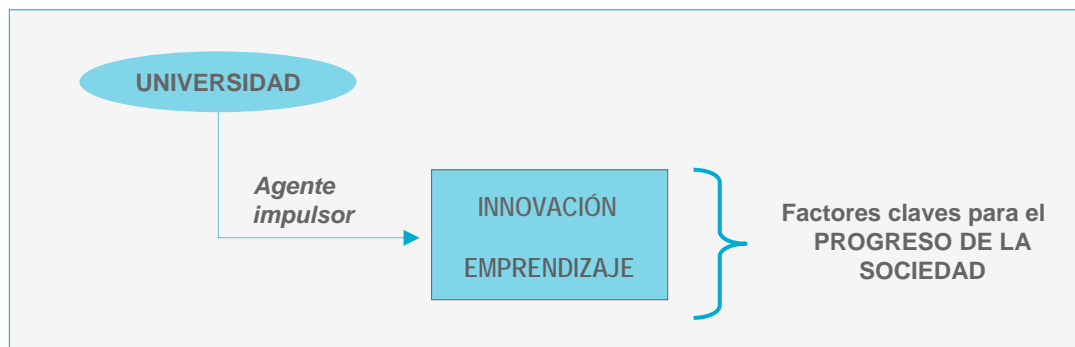 UNIVERSIDAD
Agente
impulsor
INNOVACIÓN
EMPRENDIZAJE
Factores claves para el
PROGRESO DE LA
SOCIEDAD